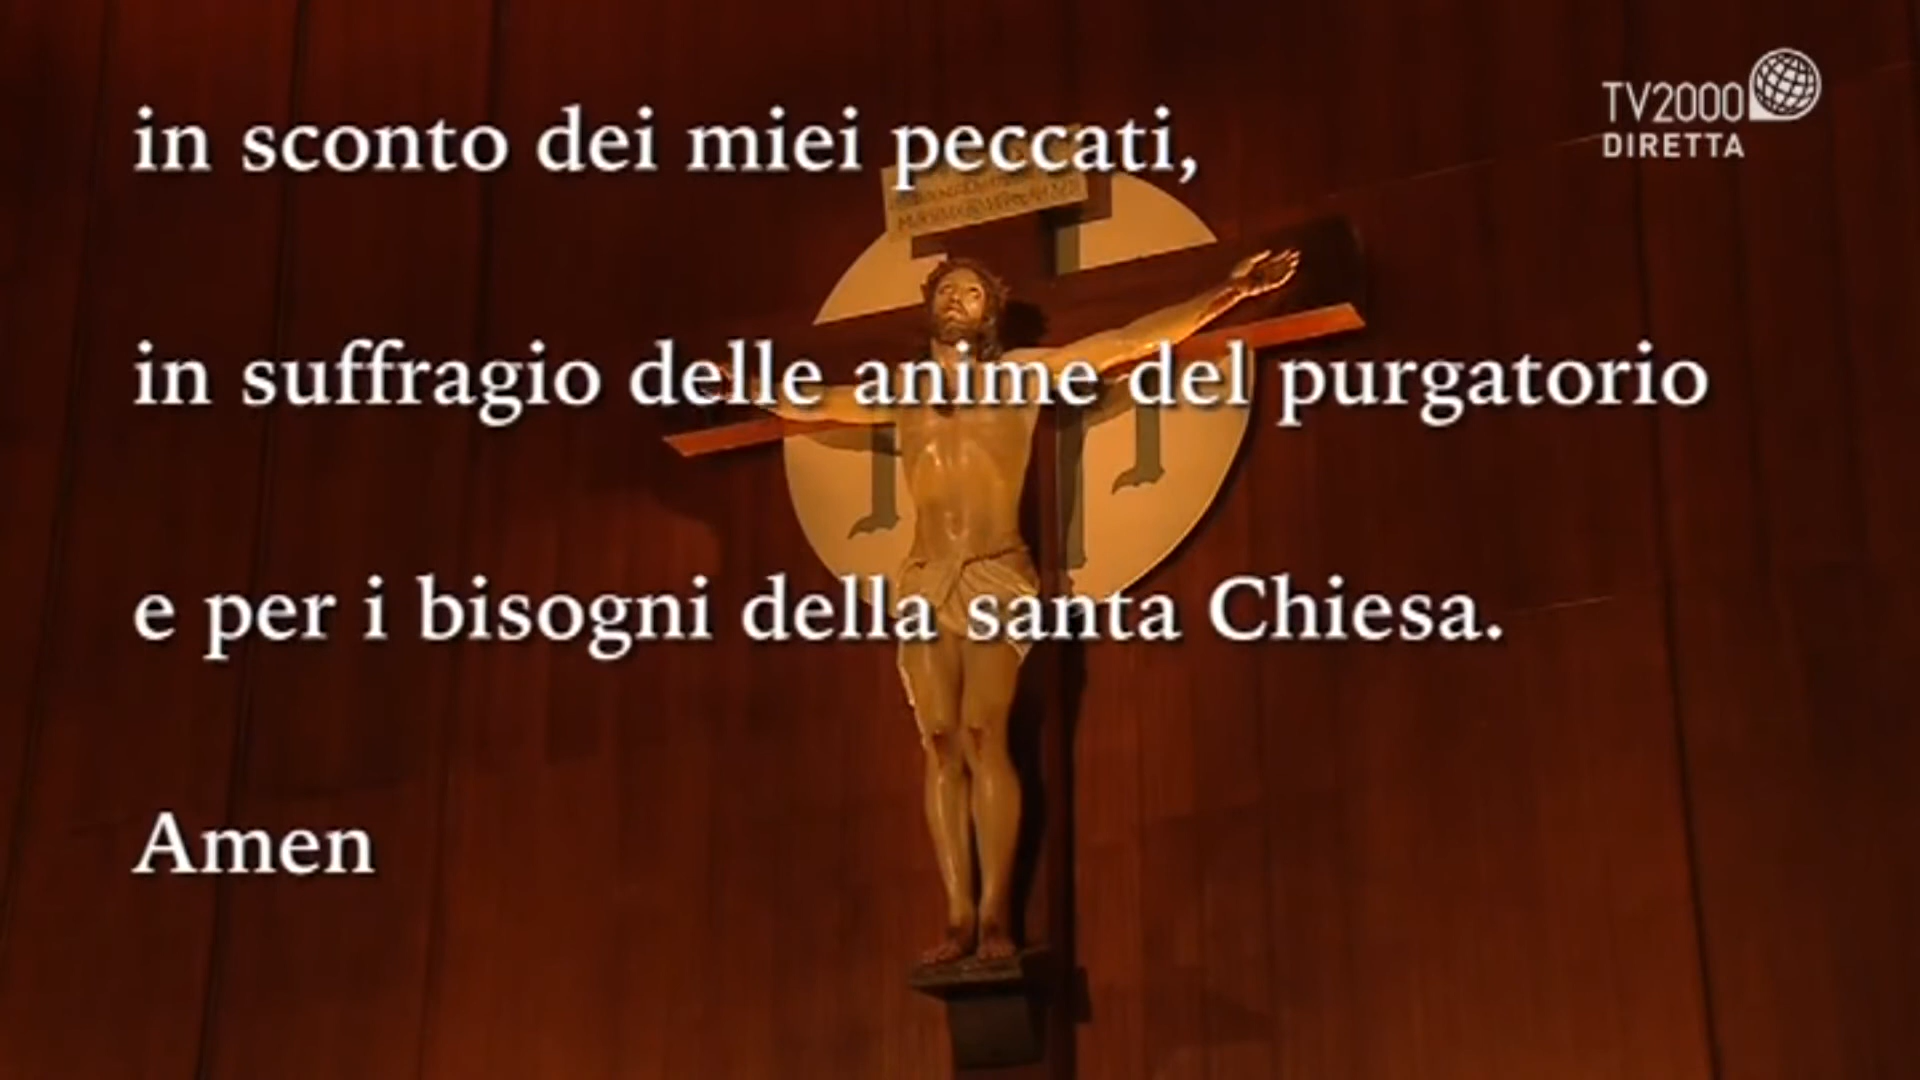 TV2000
DIRETTA
in sconto dei miei peccati,
in suffragio delle anime del purgatorio
e per i bisogni della santa Chiesa.
Amen